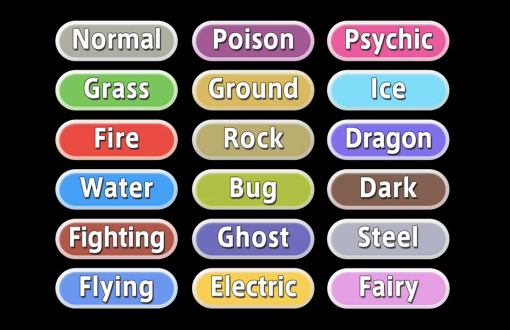 Normal Poison Psychic
Grass Ground Ice
Fire Rock Dragon
Water Bug Dark
Fighting Ghost Steel
Flying Electric Fairy